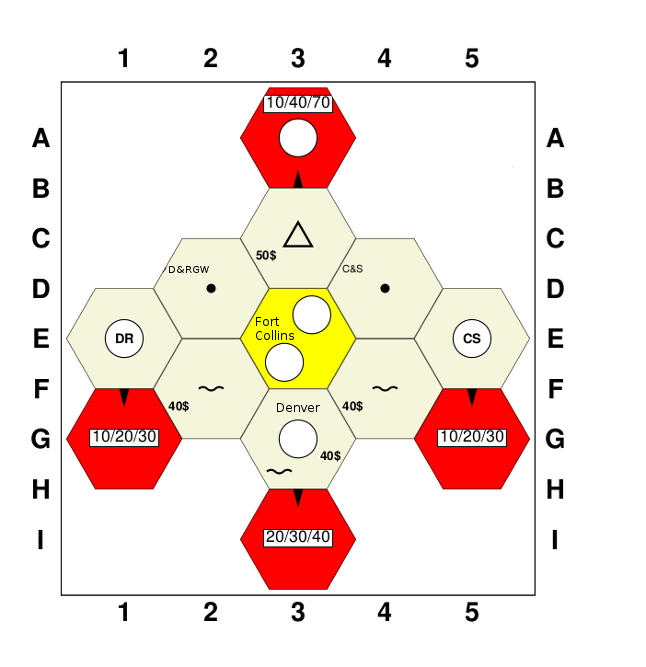 1 2 3 4 5
10/40/70
A A
B B
C C
50$
D&RGW
C&S
D D
Fort
Collins
E DR CS E
F F
40$ Denver 40$
G 10/20/30 10/20/30 G
40$
H H
I 20/30/40 I
1 2 3 4 5